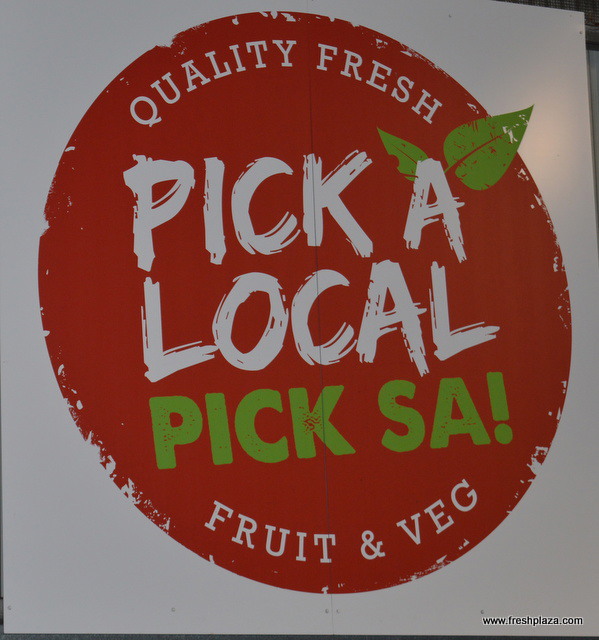 QUALITY FRESH
PICK A
LOCAL
PICK SA!
FRUIT & VEG
www.freshplaza.com